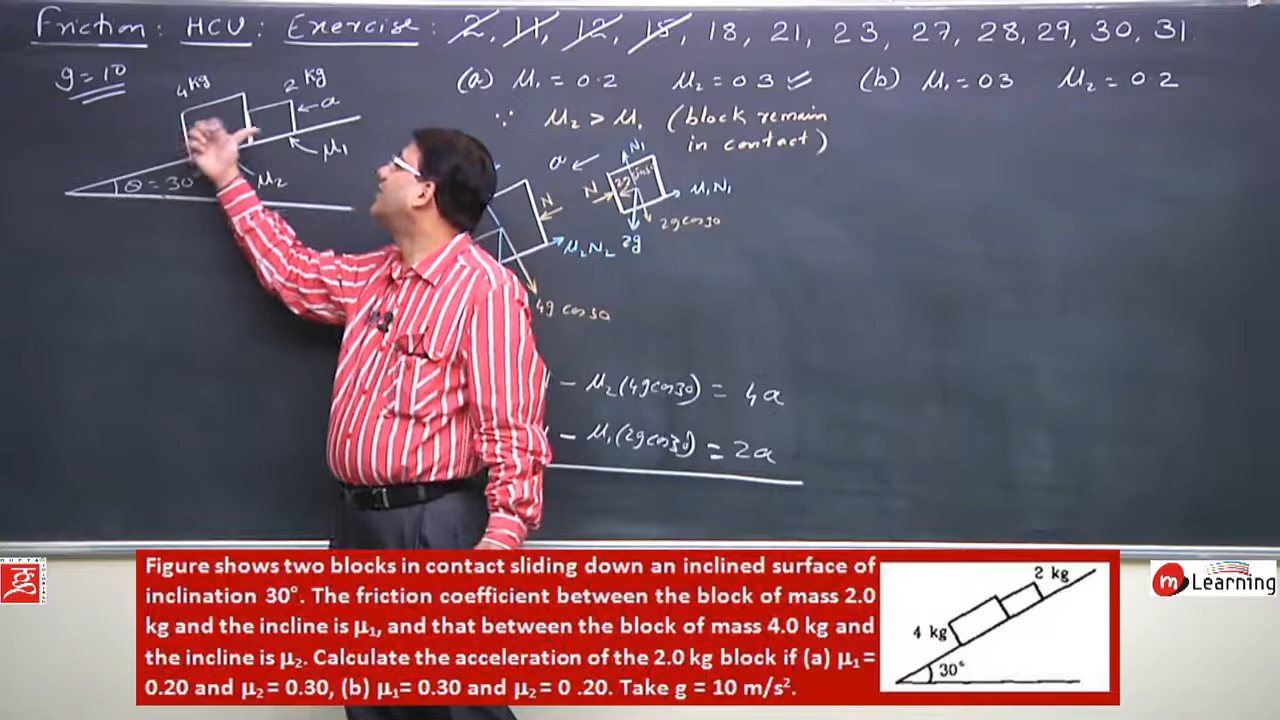 Friction : HCV : Exercise : 2, 11, 12, 15, 18, 21, 23, 27, 28, 29, 30, 31
g = 10
4 kg
2 kg
a
μ1
θ = 30
μ2
(a) μ1 = 0.2 μ2 = 0.3 ✓
(b) μ1 = 0.3 μ2 = 0.2
∵ μ2 > μ1 (block remain
in contact)
a
N1
N
μ1N1
2g cos30
2g
N
μ2N2
4g cos30
– μ2(4g cos30) = 4a
– μ1(2g cos30) = 2a
Figure shows two blocks in contact sliding down an inclined surface of
inclination 30°. The friction coefficient between the block of mass 2.0
kg and the incline is μ1, and that between the block of mass 4.0 kg and
the incline is μ2. Calculate the acceleration of the 2.0 kg block if (a) μ1 =
0.20 and μ2 = 0.30, (b) μ1= 0.30 and μ2 = 0 .20. Take g = 10 m/s².
2 kg
4 kg
30°
m Learning